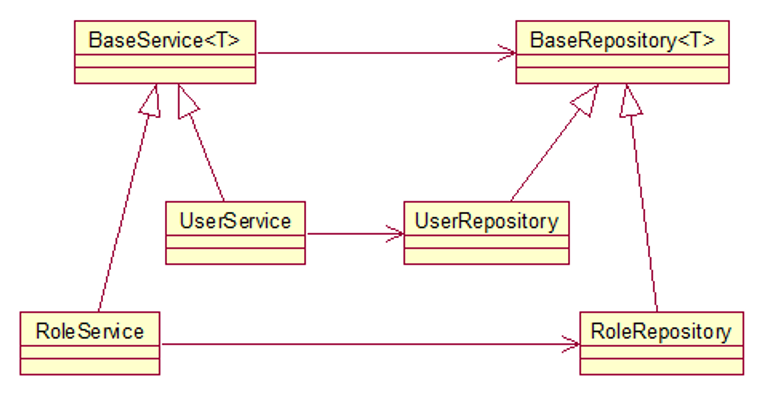 BaseService<T>
BaseRepository<T>
UserService
UserRepository
RoleService
RoleRepository